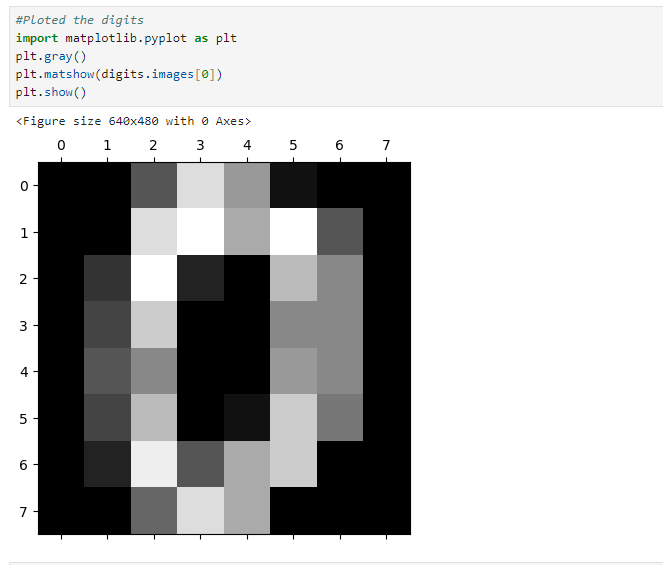 #Ploted the digits
import matplotlib.pyplot as plt
plt.gray()
plt.matshow(digits.images[0])
plt.show()
<Figure size 640x480 with 0 Axes>
0 1 2 3 4 5 6 7
0
1
2
3
4
5
6
7